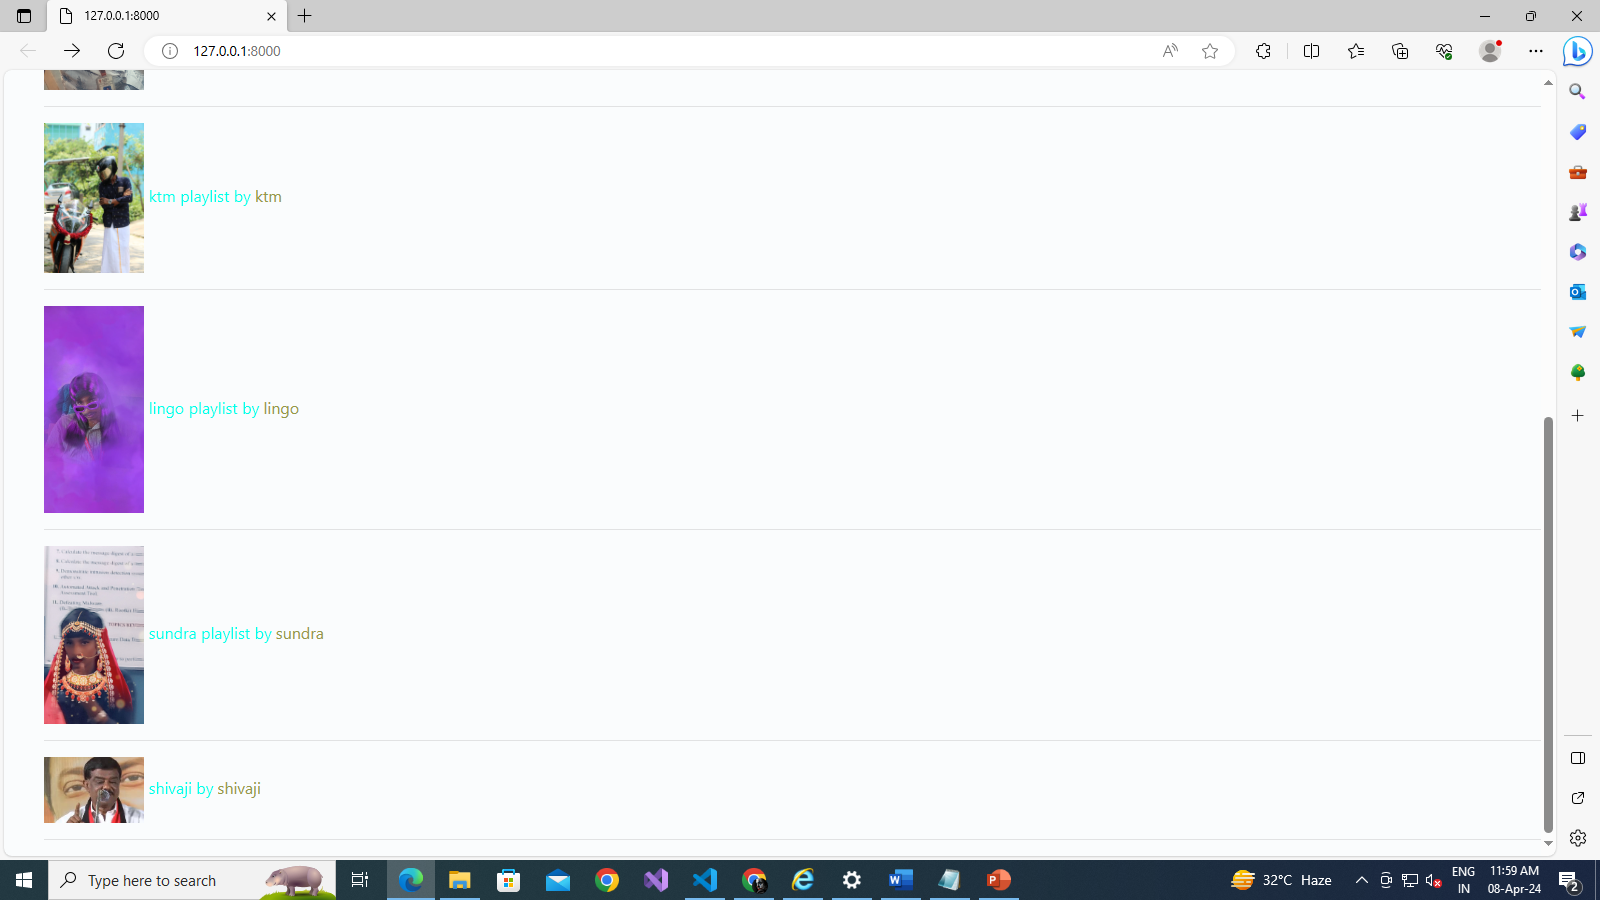 127.0.0.1:8000
127.0.0.1:8000
ktm playlist by ktm
lingo playlist by lingo
sundra playlist by sundra
shivaji by shivaji
Type here to search
32°C Haze
ENG
IN
11:59 AM
08-Apr-24
2